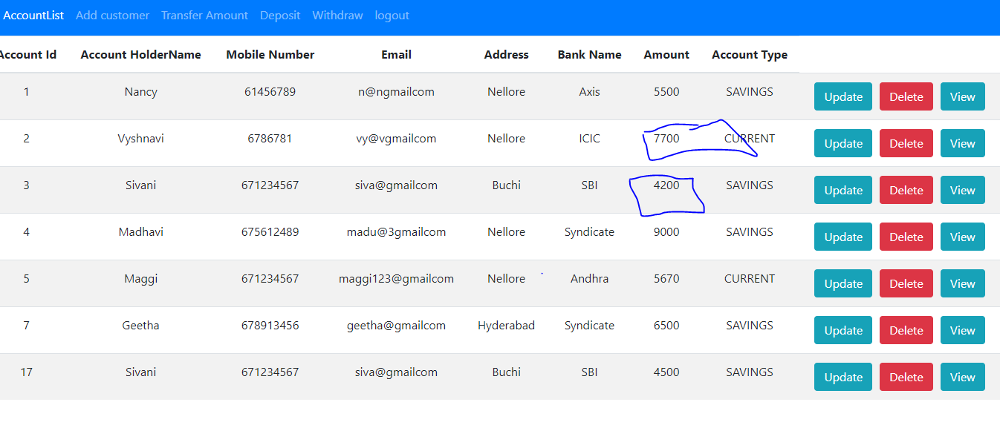 AccountList Add customer Transfer Amount Deposit Withdraw logout
Account Id Account HolderName Mobile Number Email Address Bank Name Amount Account Type
1 Nancy 61456789 n@ngmailcom Nellore Axis 5500 SAVINGS Update Delete View
2 Vyshnavi 6786781 vy@vgmailcom Nellore ICIC 7700 CURRENT Update Delete View
3 Sivani 671234567 siva@gmailcom Buchi SBI 4200 SAVINGS Update Delete View
4 Madhavi 675612489 madu@3gmailcom Nellore Syndicate 9000 SAVINGS Update Delete View
5 Maggi 671234567 maggi123@gmailcom Nellore Andhra 5670 CURRENT Update Delete View
7 Geetha 678913456 geetha@gmailcom Hyderabad Syndicate 6500 SAVINGS Update Delete View
17 Sivani 671234567 siva@gmailcom Buchi SBI 4500 SAVINGS Update Delete View